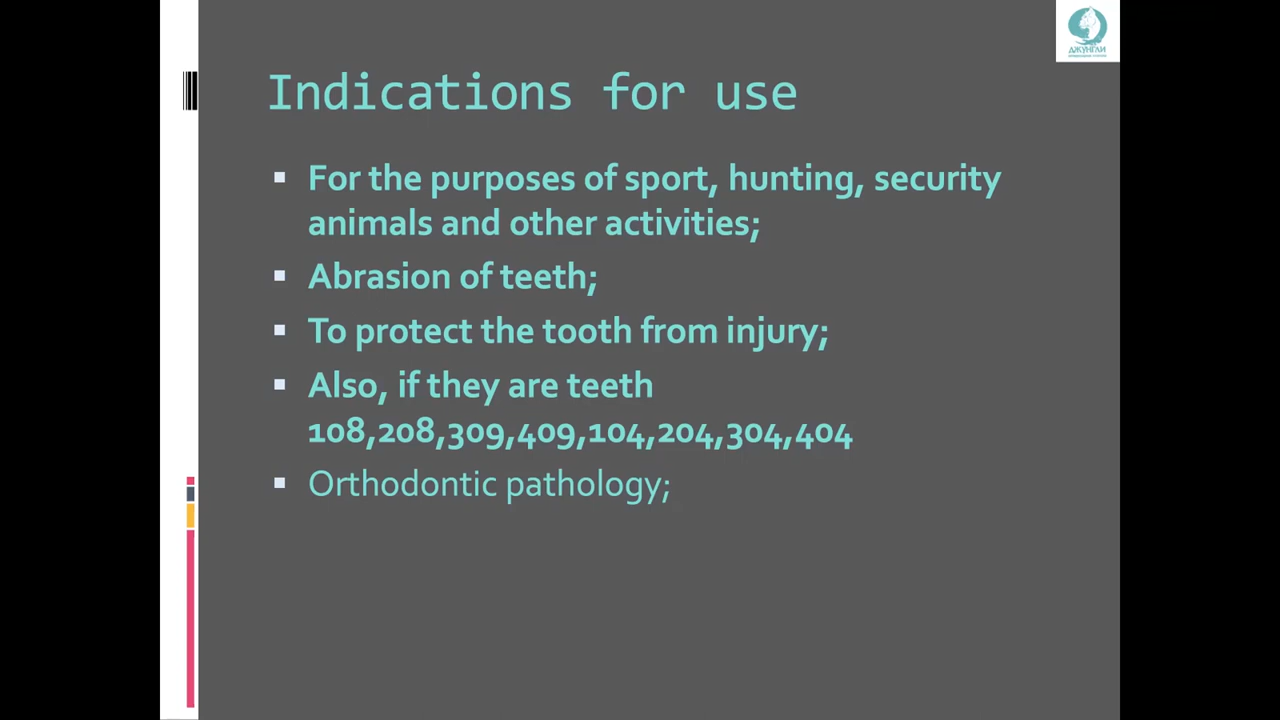 ДЖУНГЛИ
Indications for use
For the purposes of sport, hunting, security
animals and other activities;
Abrasion of teeth;
To protect the tooth from injury;
Also, if they are teeth
108,208,309,409,104,204,304,404
Orthodontic pathology;